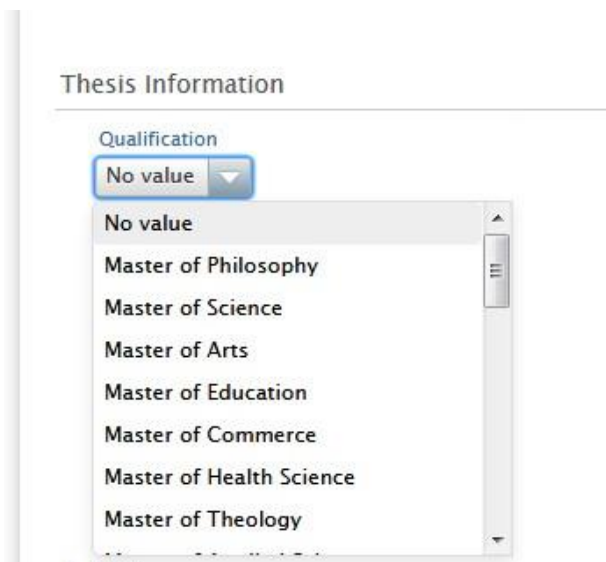 Thesis Information
Qualification
No value
No value
Master of Philosophy
Master of Science
Master of Arts
Master of Education
Master of Commerce
Master of Health Science
Master of Theology